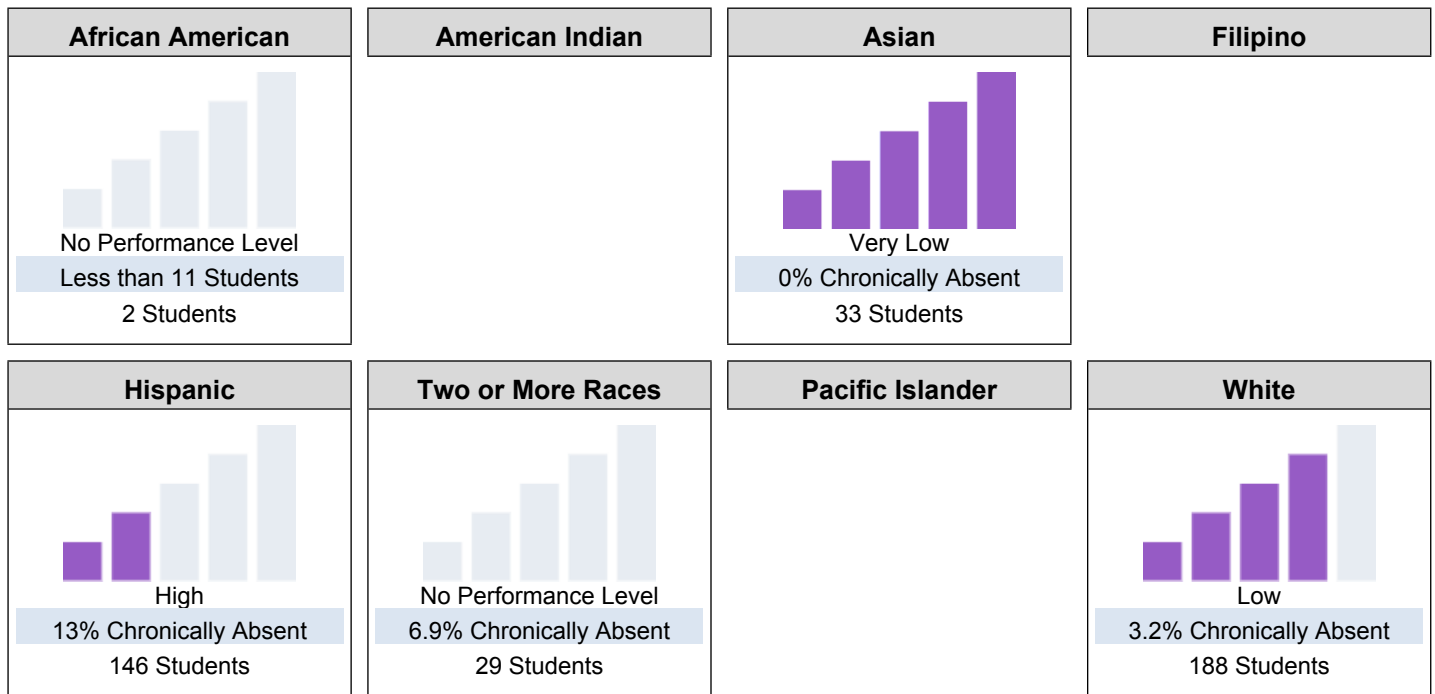 African American
American Indian
Asian
Filipino
No Performance Level
Less than 11 Students
2 Students
Very Low
0% Chronically Absent
33 Students
Hispanic
Two or More Races
Pacific Islander
White
High
13% Chronically Absent
146 Students
No Performance Level
6.9% Chronically Absent
29 Students
Low
3.2% Chronically Absent
188 Students